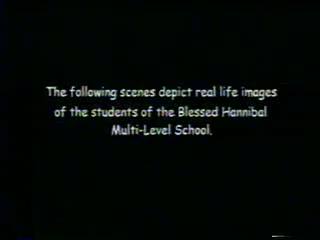 The following scenes depict real life images
of the students of the Blessed Hannibal
Multi-Level School.